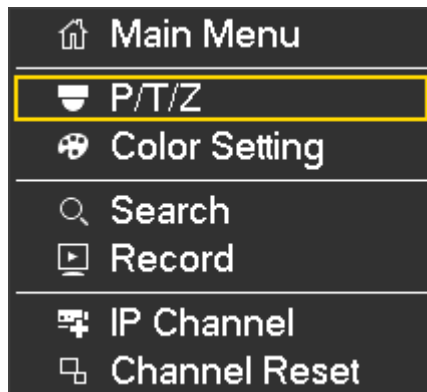 Main Menu
P/T/Z
Color Setting
Search
Record
IP Channel
Channel Reset